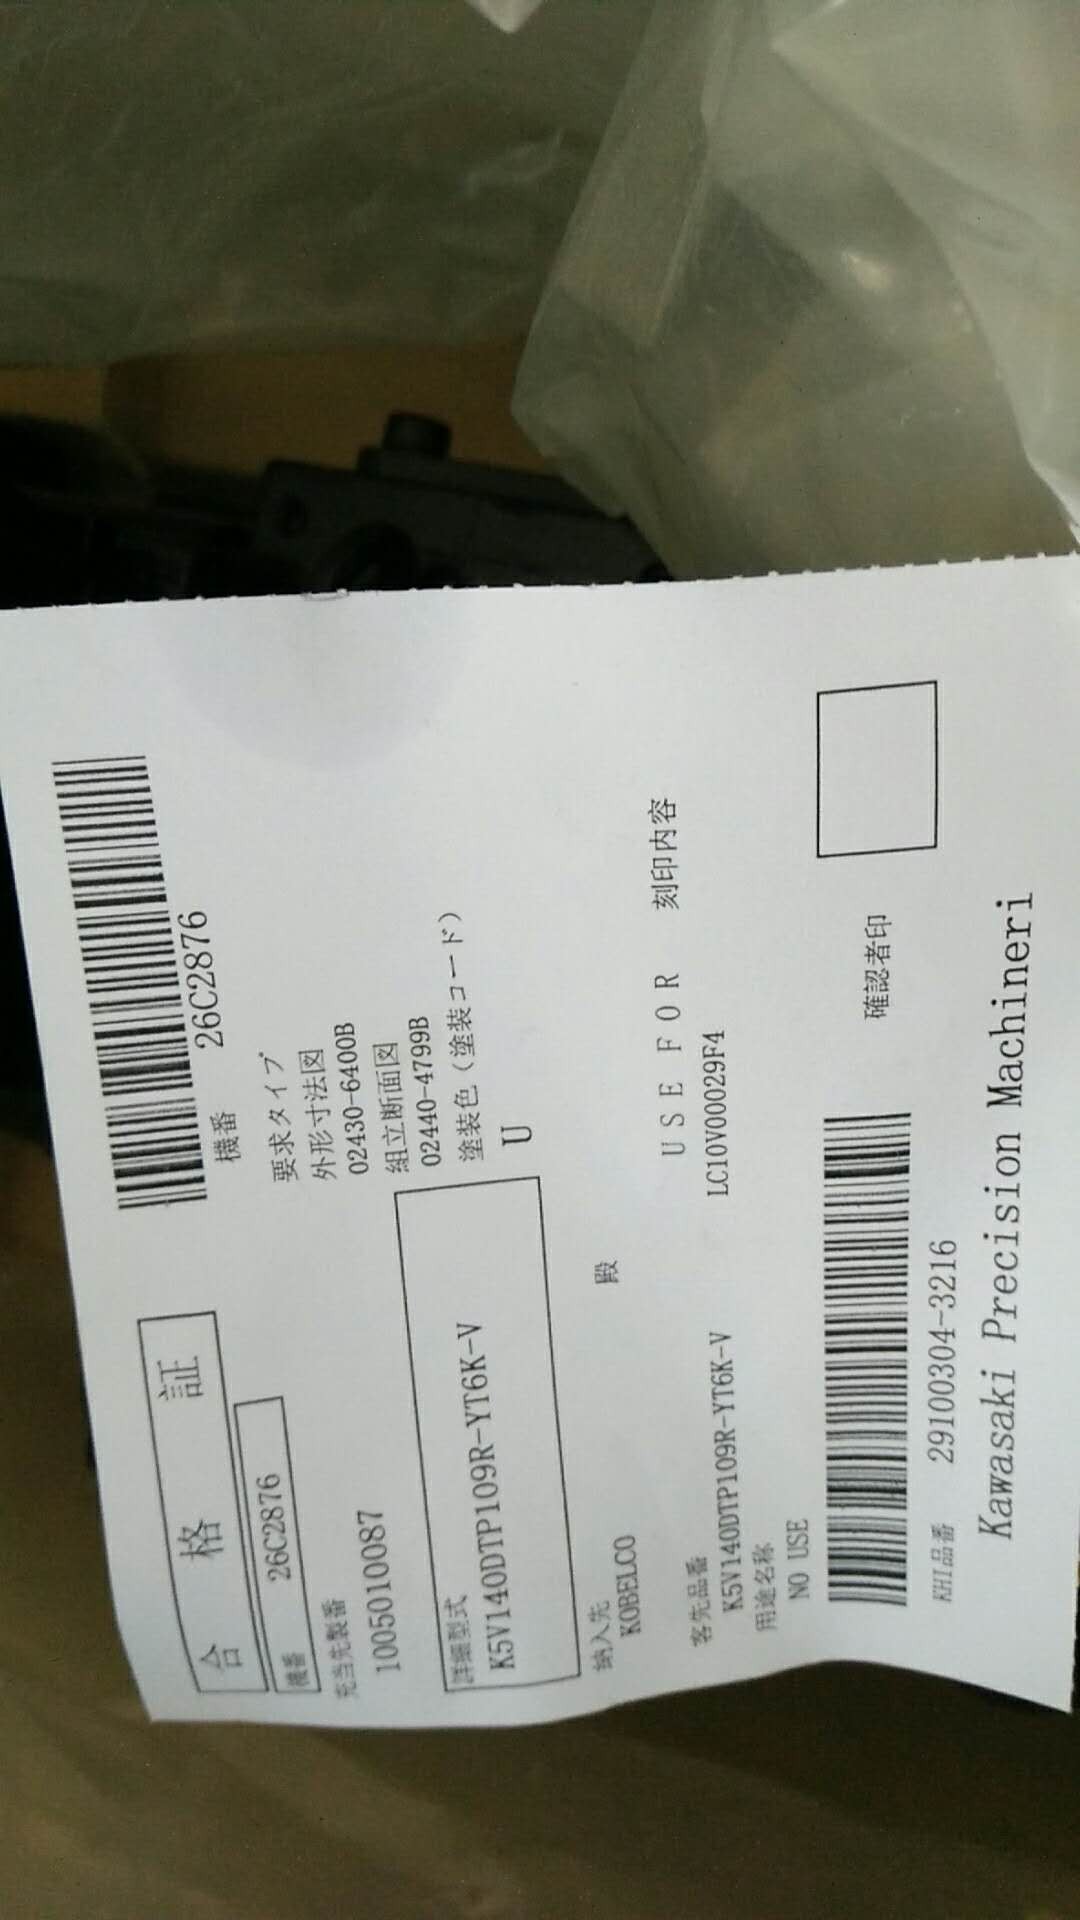 合格証
機番 26C2876
充当先製番
10050100087
詳細型式
K5V140DTP109R-YT6K-V
26C2876
機番
要求タイプ
外形寸法図
02430-6400B
組立断面図
02440-4799B
塗装色（塗装コード）
U
納入先
KOBELCO 殿
客先品番 USE FOR 刻印内容
K5V140DTP109R-YT6K-V LC10V00029F4
用途名称
NO USE
確認者印
KHI品番 29100304-3216
Kawasaki Precision Machineri